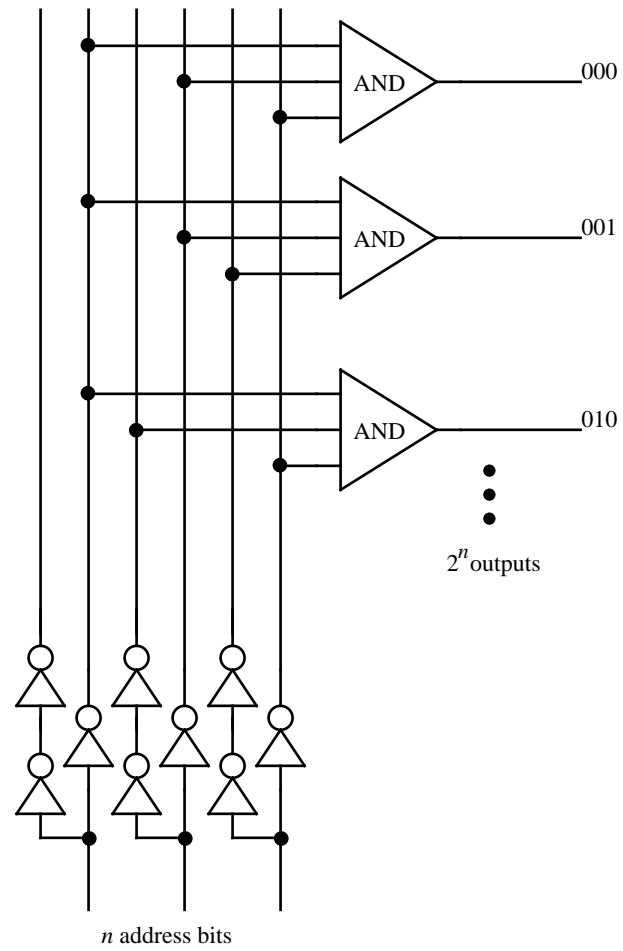 AND 000
AND 001
AND 010
2^n outputs
n address bits